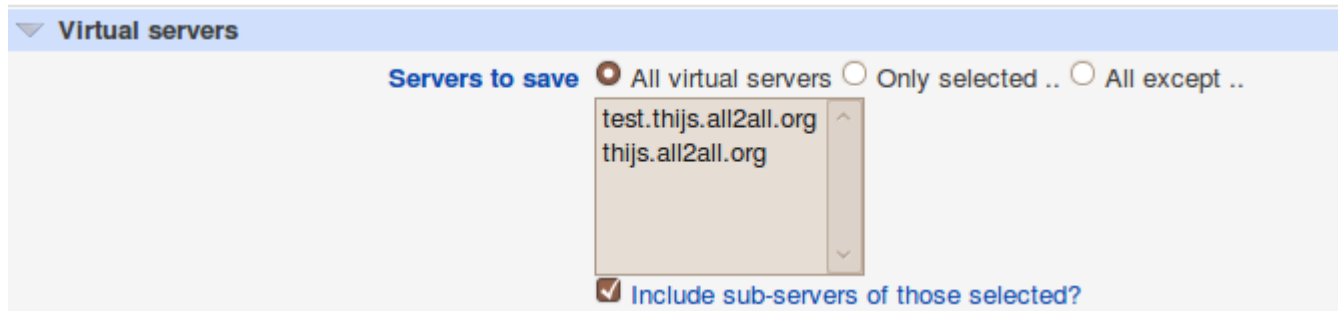 Virtual servers
Servers to save All virtual servers Only selected .. All except ..
test.thijs.all2all.org
thijs.all2all.org
Include sub-servers of those selected?